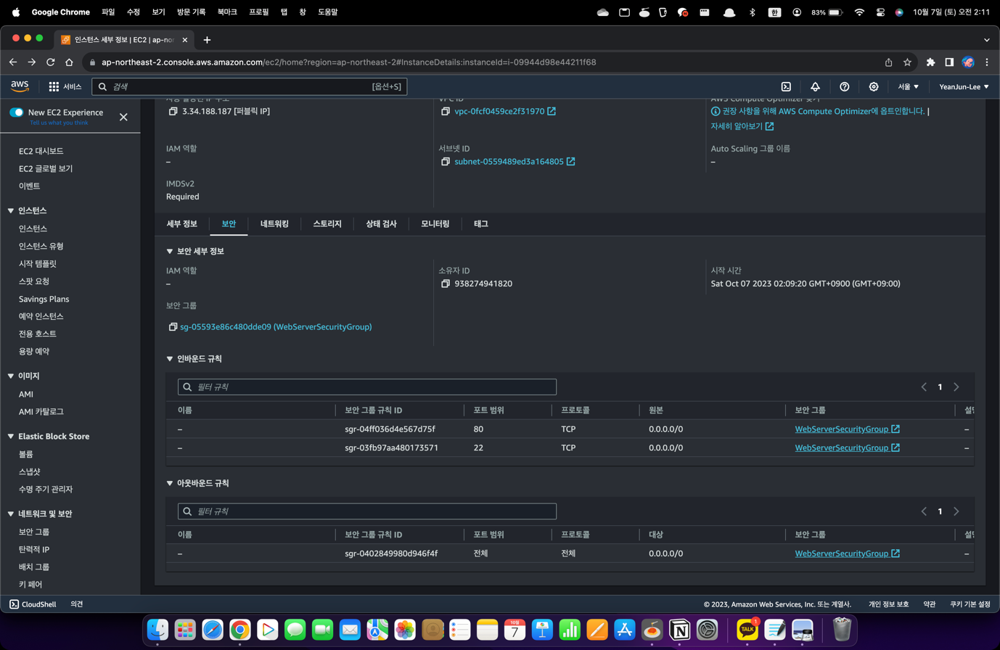 Google Chrome 파일 수정 보기 방문 기록 북마크 프로필 탭 창 도움말 한 83% 10월 7일 (토) 오전 2:11
인스턴스 세부 정보 | EC2 | ap-nor
ap-northeast-2.console.aws.amazon.com/ec2/home?region=ap-northeast-2#InstanceDetails:instanceId=i-09944d98e44211f68
aws 서비스 검색 [옵션+S] 서울 YeanJun-Lee
New EC2 Experience
Tell us what you think
EC2 대시보드
EC2 글로벌 보기
이벤트
인스턴스
인스턴스
인스턴스 유형
시작 템플릿
스팟 요청
Savings Plans
예약 인스턴스
전용 호스트
용량 예약
이미지
AMI
AMI 카탈로그
Elastic Block Store
볼륨
스냅샷
수명 주기 관리자
네트워크 및 보안
보안 그룹
탄력적 IP
배치 그룹
키 페어
VPC ID
AWS Compute Optimizer 찾기
3.34.188.187 [퍼블릭 IP]
vpc-0fcf0459ce2f31970
권장 사항을 위해 AWS Compute Optimizer에 옵트인합니다. |
자세히 알아보기
IAM 역할
–
서브넷 ID
subnet-0559489ed3a164805
Auto Scaling 그룹 이름
–
IMDSv2
Required
세부 정보 보안 네트워킹 스토리지 상태 검사 모니터링 태그
보안 세부 정보
IAM 역할
–
소유자 ID
938274941820
시작 시간
Sat Oct 07 2023 02:09:20 GMT+0900 (GMT+09:00)
보안 그룹
sg-05593e86c480dde09 (WebServerSecurityGroup)
인바운드 규칙
필터 규칙 1
이름 보안 그룹 규칙 ID 포트 범위 프로토콜 원본 보안 그룹
– sgr-04ff036d4e567d75f 80 TCP 0.0.0.0/0 WebServerSecurityGroup –
– sgr-03fb97aa480173571 22 TCP 0.0.0.0/0 WebServerSecurityGroup –
아웃바운드 규칙
필터 규칙 1
이름 보안 그룹 규칙 ID 포트 범위 프로토콜 대상 보안 그룹
– sgr-0402849980d946f4f 전체 전체 0.0.0.0/0 WebServerSecurityGroup –
CloudShell 의견 © 2023, Amazon Web Services, Inc. 또는 계열사. 개인 정보 보호 약관 쿠키 기본 설정
10월
7
TALK
1